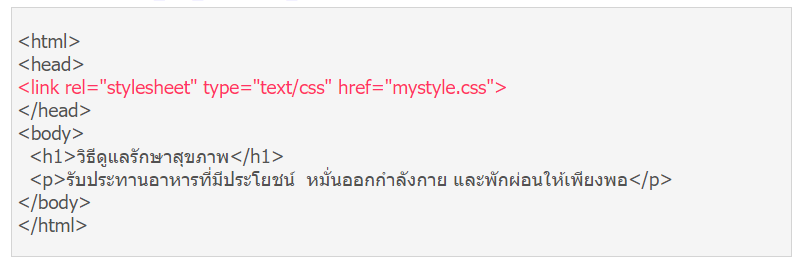 <html>
<head>
<link rel="stylesheet" type="text/css" href="mystyle.css">
</head>
<body>
<h1>วิธีดูแลรักษาสุขภาพ</h1>
<p>รับประทานอาหารที่มีประโยชน์  หมั่นออกกำลังกาย และพักผ่อนให้เพียงพอ</p>
</body>
</html>